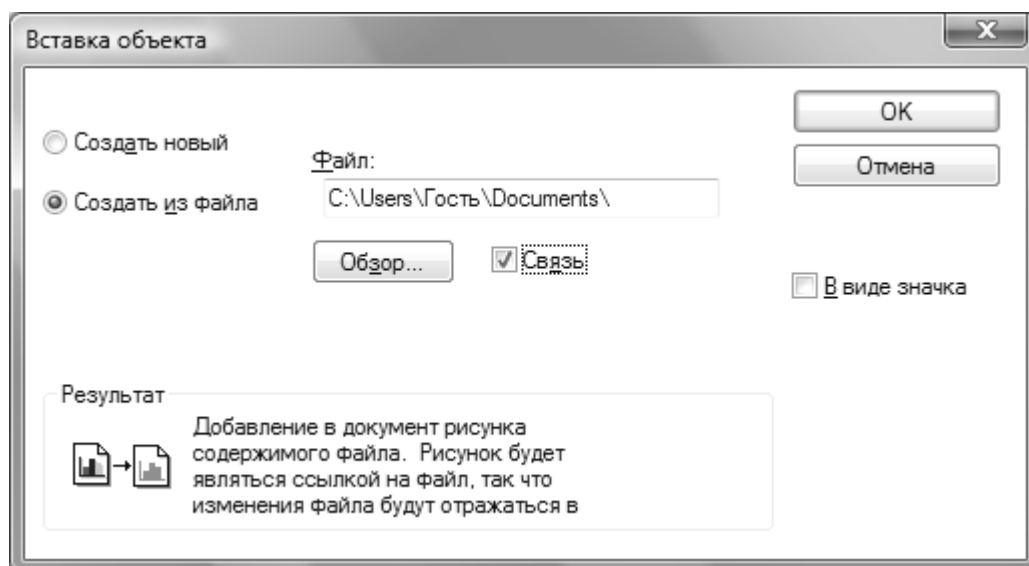 Вставка объекта
Создать новый
Создать из файла
Файл:
C:\Users\Гость\Documents\
Обзор...
Связь
OK
Отмена
В виде значка
Результат
Добавление в документ рисунка
содержимого файла. Рисунок будет
являться ссылкой на файл, так что
изменения файла будут отражаться в